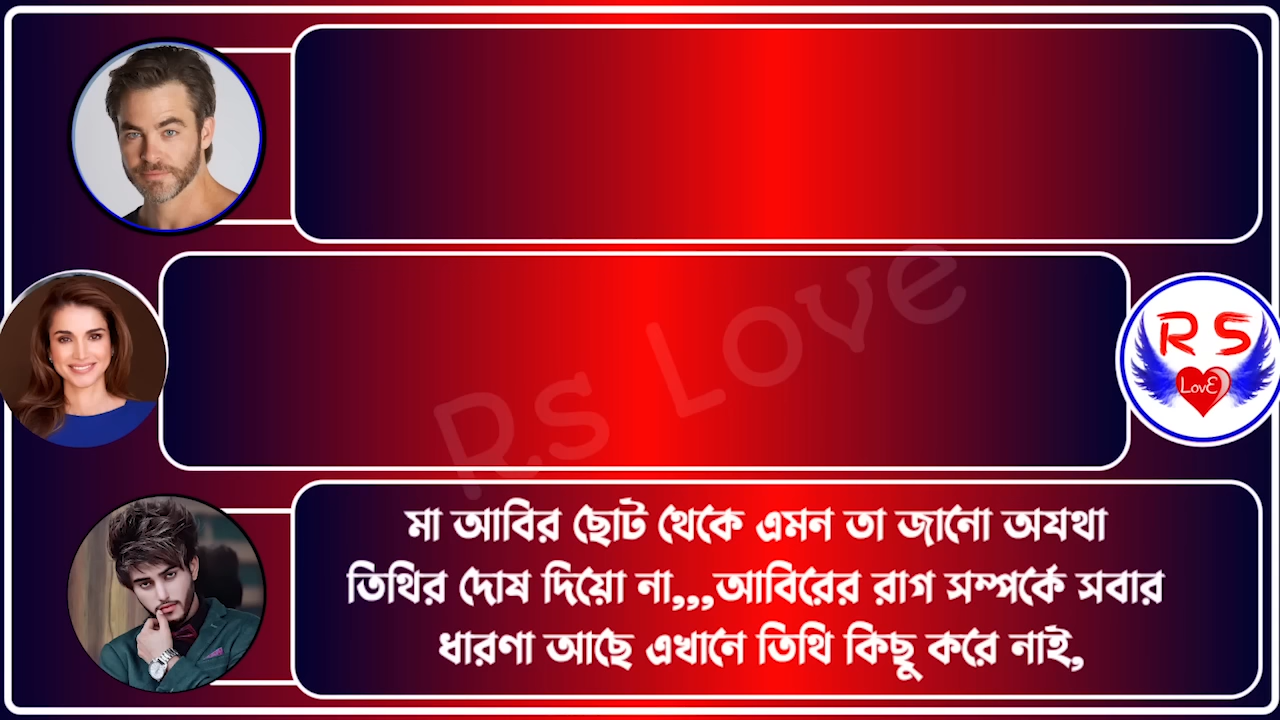 Rs Love
R S
LovE
মা আবির ছোট থেকে এমন তা জানো অযথা
তিথির দোষ দিয়ো না,,,আবিরের রাগ সম্পর্কে সবার
ধারণা আছে এখানে তিথি কিছু করে নাই,